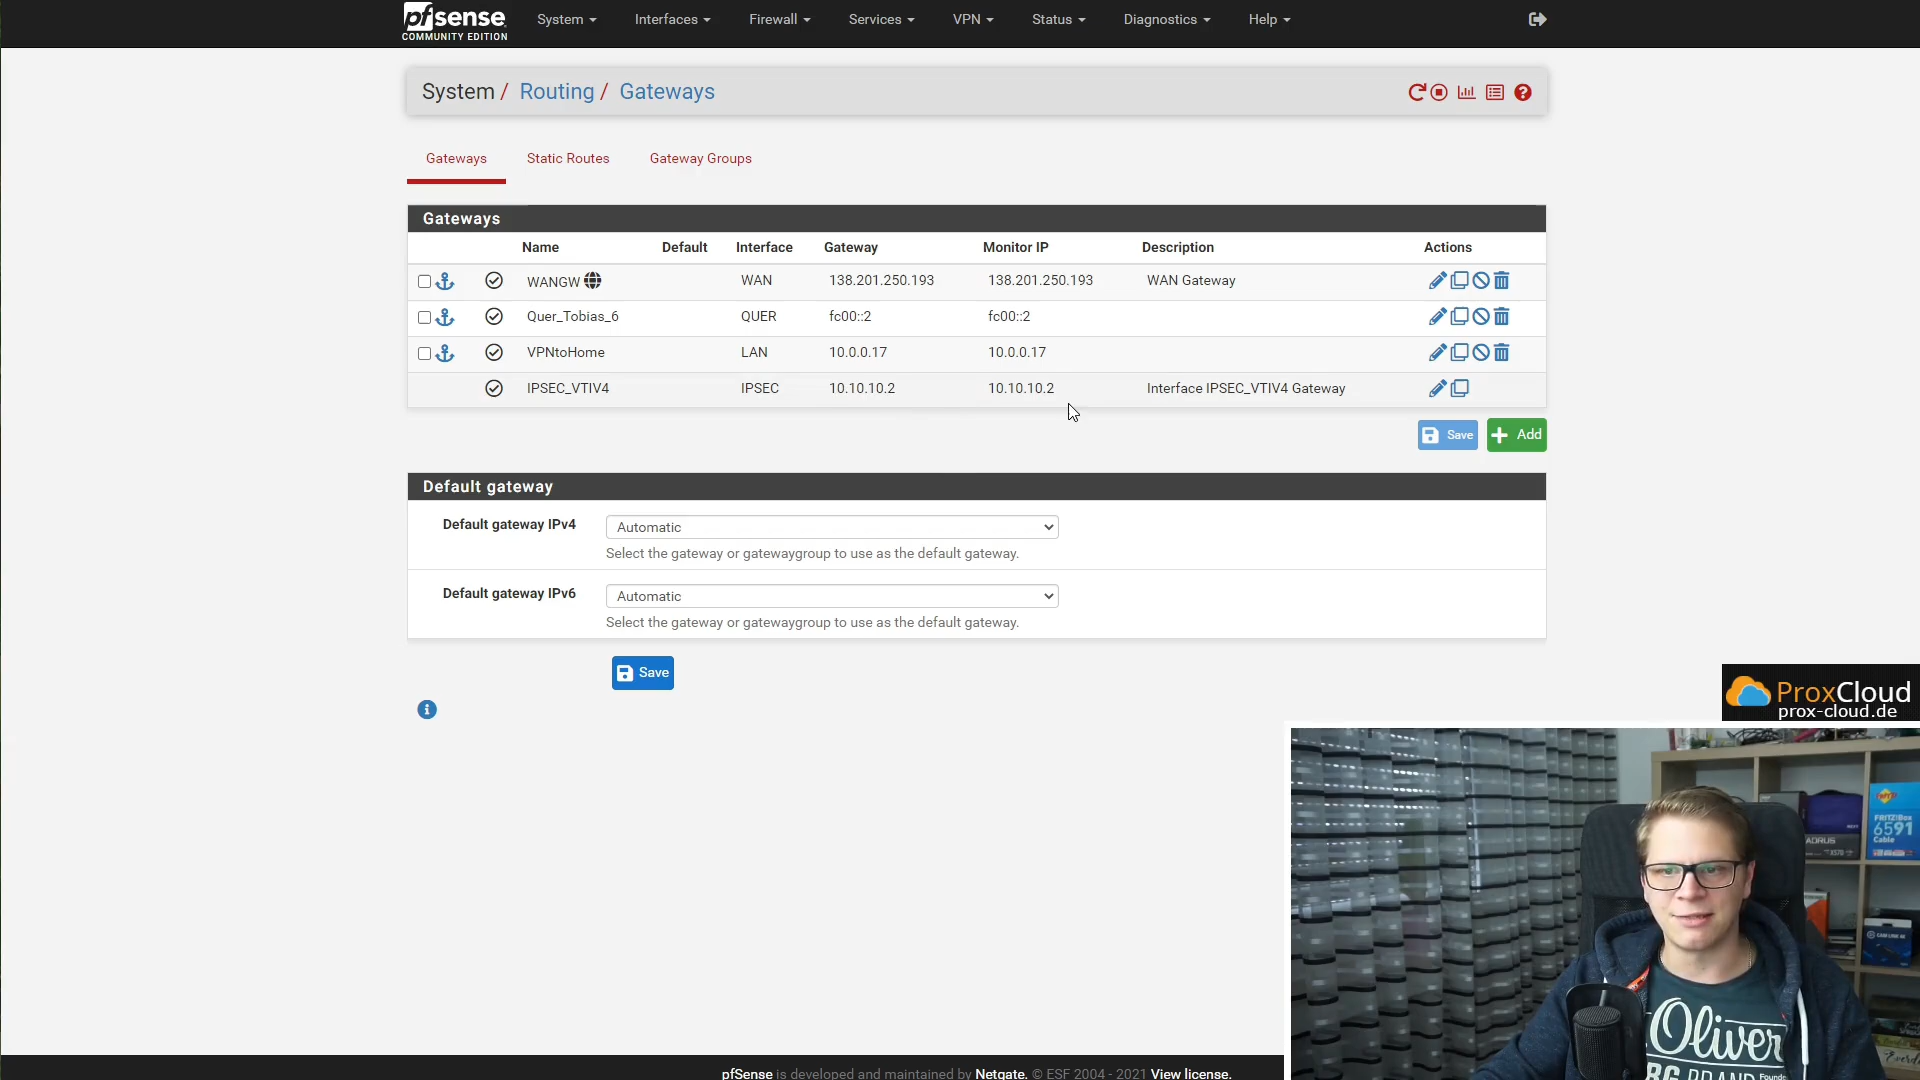 pfsense
COMMUNITY EDITION
System Interfaces Firewall Services VPN Status Diagnostics Help
System / Routing / Gateways
Gateways Static Routes Gateway Groups
Gateways
Name Default Interface Gateway Monitor IP Description Actions
WANGW WAN 138.201.250.193 138.201.250.193 WAN Gateway
Quer_Tobias_6 QUER fc00::2 fc00::2
VPNtoHome LAN 10.0.0.17 10.0.0.17
IPSEC_VTIV4 IPSEC 10.10.10.2 10.10.10.2 Interface IPSEC_VTIV4 Gateway
Save Add
Default gateway
Default gateway IPv4 Automatic
Select the gateway or gatewaygroup to use as the default gateway.
Default gateway IPv6 Automatic
Select the gateway or gatewaygroup to use as the default gateway.
Save
ProxCloud
prox-cloud.de
FRITZ!Box
6591
Cable
Oliver
BRAND
pfSense is developed and maintained by Netgate. © ESF 2004 - 2021 View license.